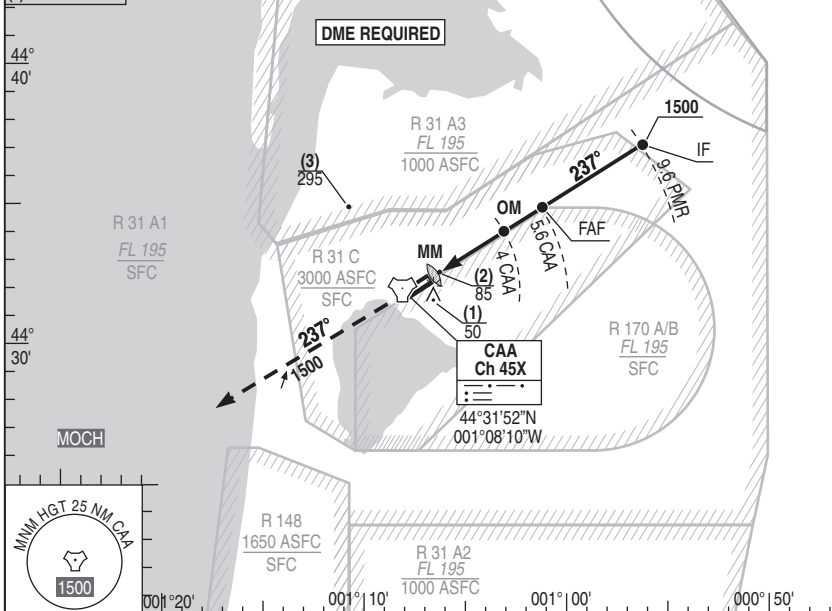 DME REQUIRED
44°
40'
1500
IF
R 31 A3
FL 195
1000 ASFC
237°
9.6 PMR
(3)
295
OM
FAF
R 31 A1
FL 195
SFC
R 31 C
3000 ASFC
SFC
MM
4 CAA
5.6 CAA
(2)
85
(1)
50
44°
30'
237°
1500
R 170 A/B
FL 195
SFC
CAA
Ch 45X
44°31'52"N
001°08'10"W
MOCH
MNM HGT 25 NM CAA
1500
R 148
1650 ASFC
SFC
R 31 A2
FL 195
1000 ASFC
001°20'
001°10'
001°00'
000°50'